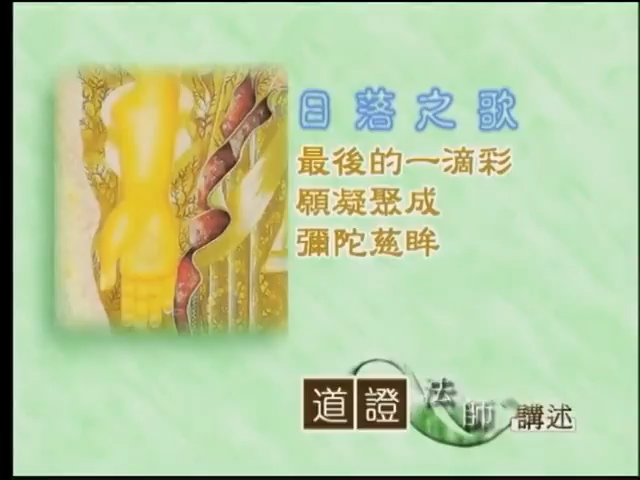 日落之歌
最後的一滴彩
願凝聚成
彌陀慈眸
道證法師講述